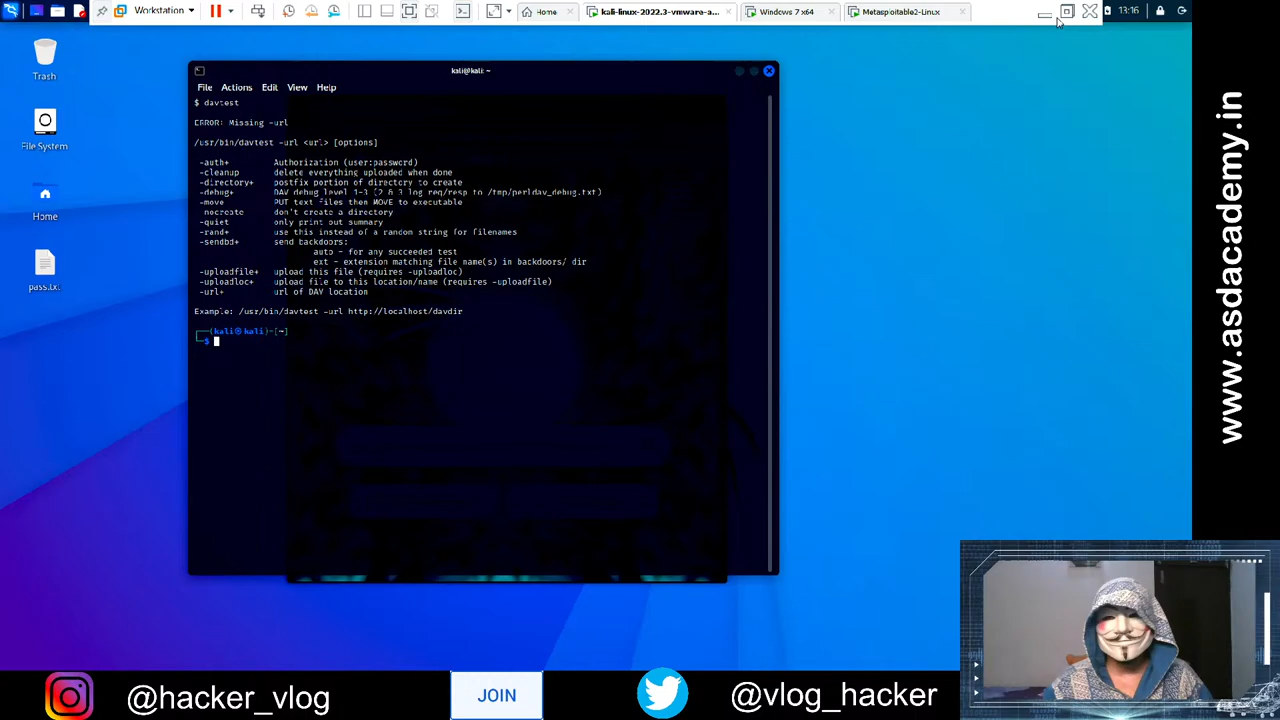 Workstation
Home
kali-linux-2022.3-vmware-a...
Windows 7 x64
Metasploitable2-Linux
13:16
Trash
File System
Home
pass.txt
kali@kali: ~
File Actions Edit View Help
$ davtest
ERROR: Missing -url
/usr/bin/davtest -url <url> [options]
-auth+ Authorization (user:password)
-cleanup delete everything uploaded when done
-directory+ postfix portion of directory to create
-debug+ DAV debug level 1-3 (2 & 3 log req/resp to /tmp/perldav_debug.txt)
-move PUT text files then MOVE to executable
-nocreate don't create a directory
-quiet only print out summary
-rand+ use this instead of a random string for filenames
-sendbd+ send backdoors:
auto - for any succeeded test
ext - extension matching file name(s) in backdoors/ dir
-uploadfile+ upload this file (requires -uploadloc)
-uploadloc+ upload file to this location/name (requires -uploadfile)
-url+ url of DAV location
Example: /usr/bin/davtest -url http://localhost/davdir
┌──(kali㉿kali)-[~]
└─$
www.asdacademy.in
@hacker_vlog
JOIN
@vlog_hacker